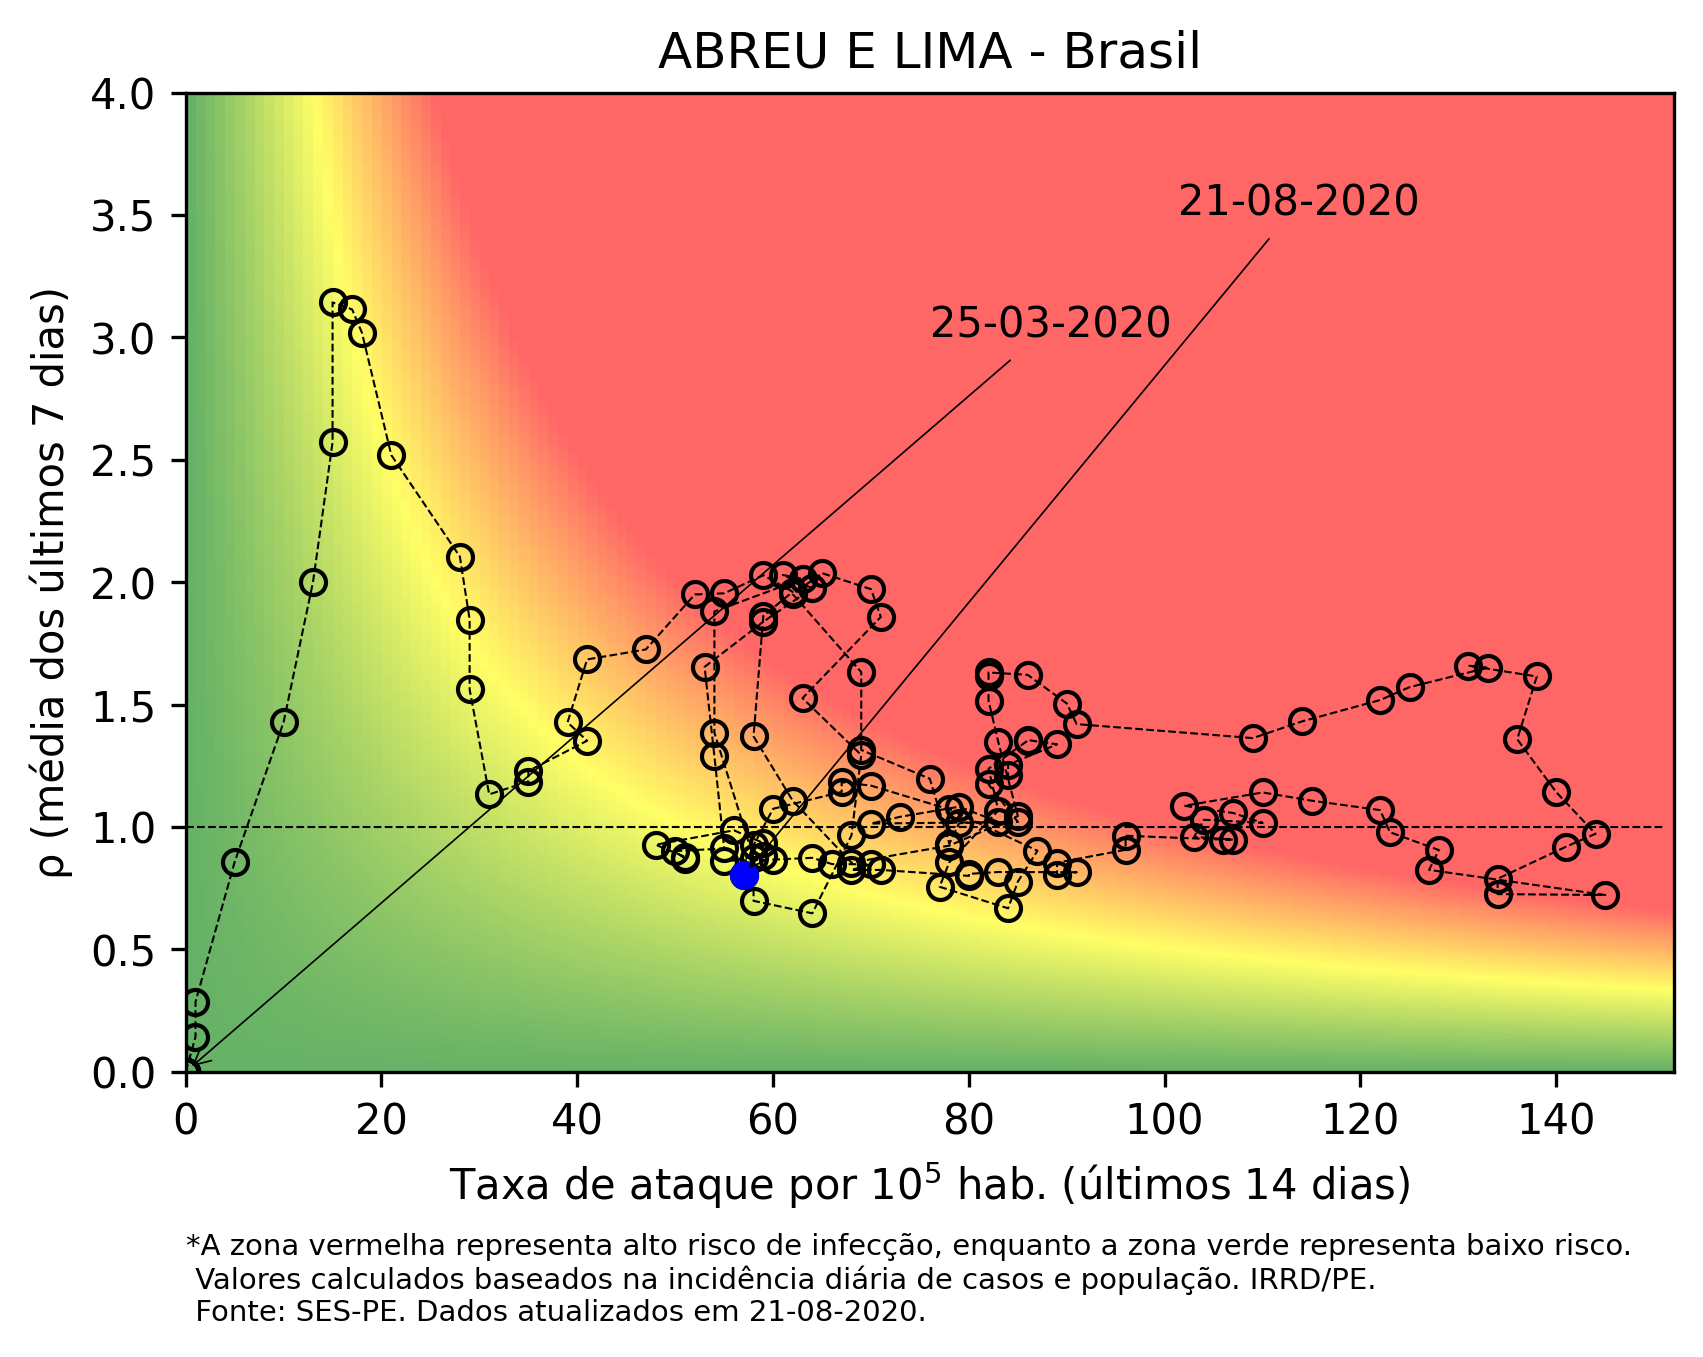 ABREU E LIMA - Brasil
4.0
3.5
3.0
2.5
2.0
1.5
1.0
0.5
0.0
ρ (média dos últimos 7 dias)
21-08-2020
25-03-2020
0 20 40 60 80 100 120 140
Taxa de ataque por 10⁵ hab. (últimos 14 dias)
*A zona vermelha representa alto risco de infecção, enquanto a zona verde representa baixo risco.
Valores calculados baseados na incidência diária de casos e população. IRRD/PE.
Fonte: SES-PE. Dados atualizados em 21-08-2020.